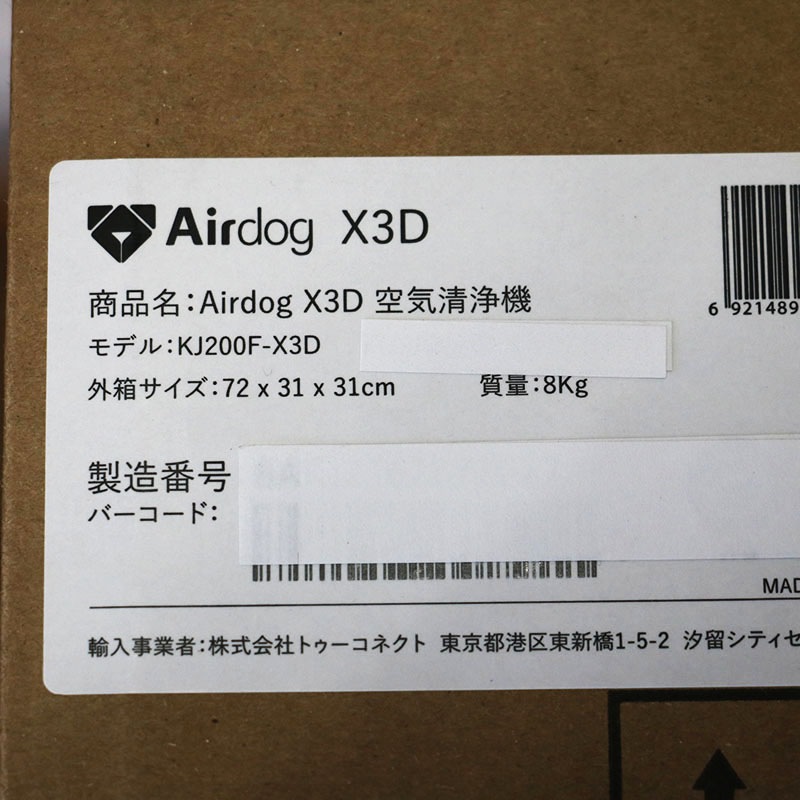 Airdog X3D
商品名：Airdog X3D 空気清浄機
モデル：KJ200F-X3D
外箱サイズ：72 x 31 x 31cm 質量：8Kg
6 921489
製造番号
バーコード：
MAD
輸入事業者：株式会社トゥーコネクト 東京都港区東新橋1-5-2 汐留シティセ